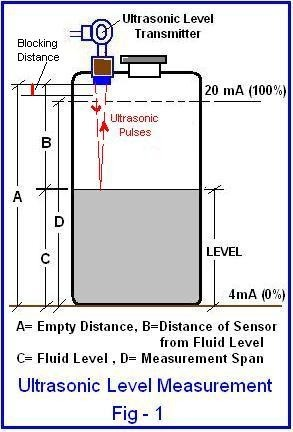 Ultrasonic Level
Transmitter
Blocking
Distance
20 mA (100%)
Ultrasonic
Pulses
B
A
D
C
LEVEL
4mA (0%)
A= Empty Distance, B=Distance of Sensor
from Fluid Level
C= Fluid Level , D= Measurement Span
Ultrasonic Level Measurement
Fig - 1